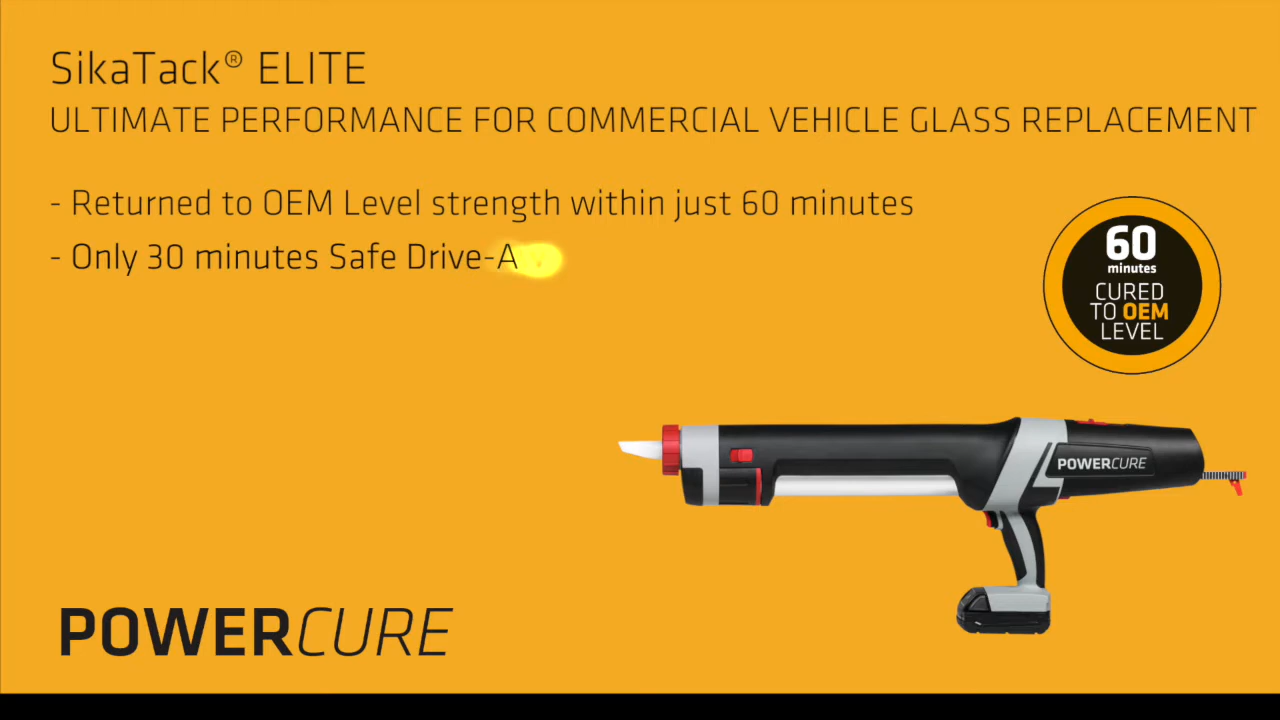 SikaTack® ELITE
ULTIMATE PERFORMANCE FOR COMMERCIAL VEHICLE GLASS REPLACEMENT
- Returned to OEM Level strength within just 60 minutes
- Only 30 minutes Safe Drive-A
60
minutes
CURED
TO OEM
LEVEL
POWERCURE
POWERCURE